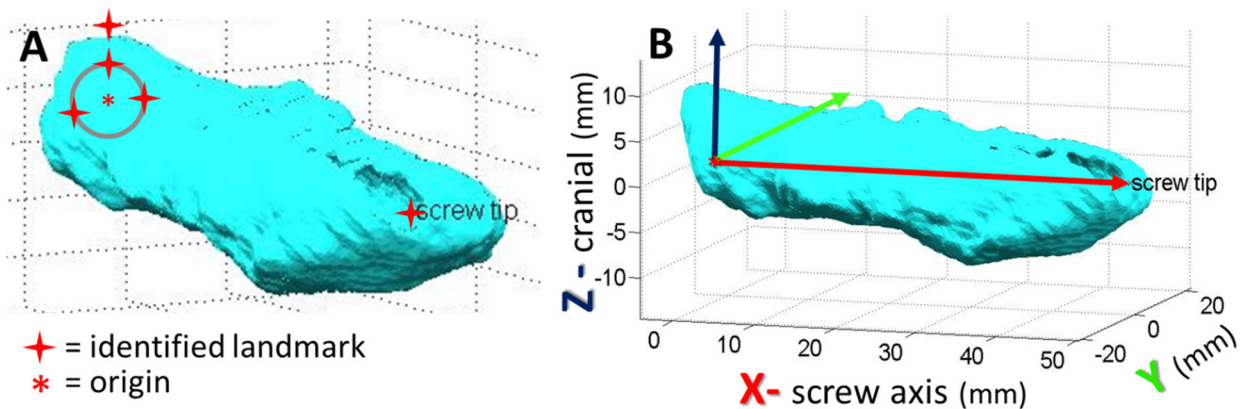 A
screw tip
= identified landmark
* = origin
B
Z - cranial (mm)
10
5
0
-5
-10
screw tip
0
10
20
30
40
50
X- screw axis (mm)
-20
0
20
Y (mm)